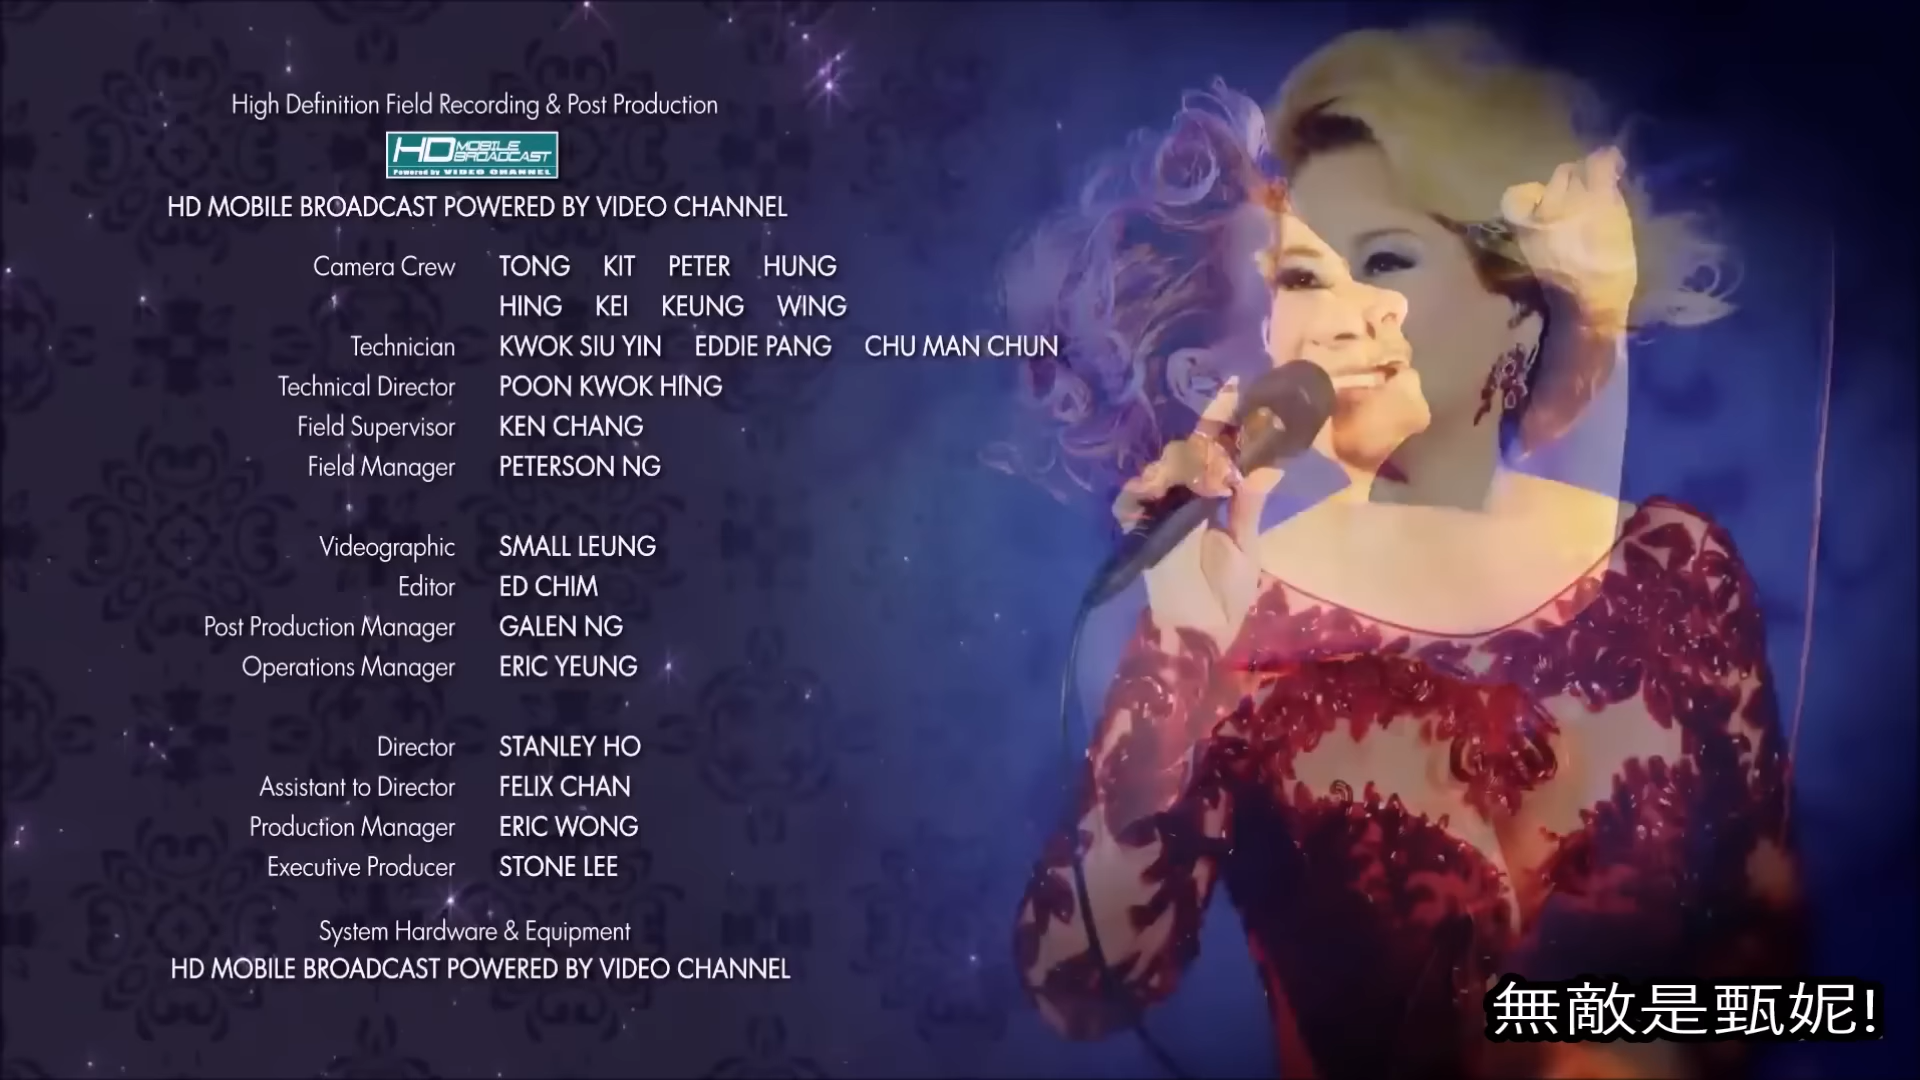 High Definition Field Recording & Post Production
HD MOBILE BROADCAST
Powered by VIDEO CHANNEL
HD MOBILE BROADCAST POWERED BY VIDEO CHANNEL
Camera Crew TONG KIT PETER HUNG
HING KEI KEUNG WING
Technician KWOK SIU YIN EDDIE PANG CHU MAN CHUN
Technical Director POON KWOK HING
Field Supervisor KEN CHANG
Field Manager PETERSON NG
Videographic SMALL LEUNG
Editor ED CHIM
Post Production Manager GALEN NG
Operations Manager ERIC YEUNG
Director STANLEY HO
Assistant to Director FELIX CHAN
Production Manager ERIC WONG
Executive Producer STONE LEE
System Hardware & Equipment
HD MOBILE BROADCAST POWERED BY VIDEO CHANNEL
無敵是甄妮!